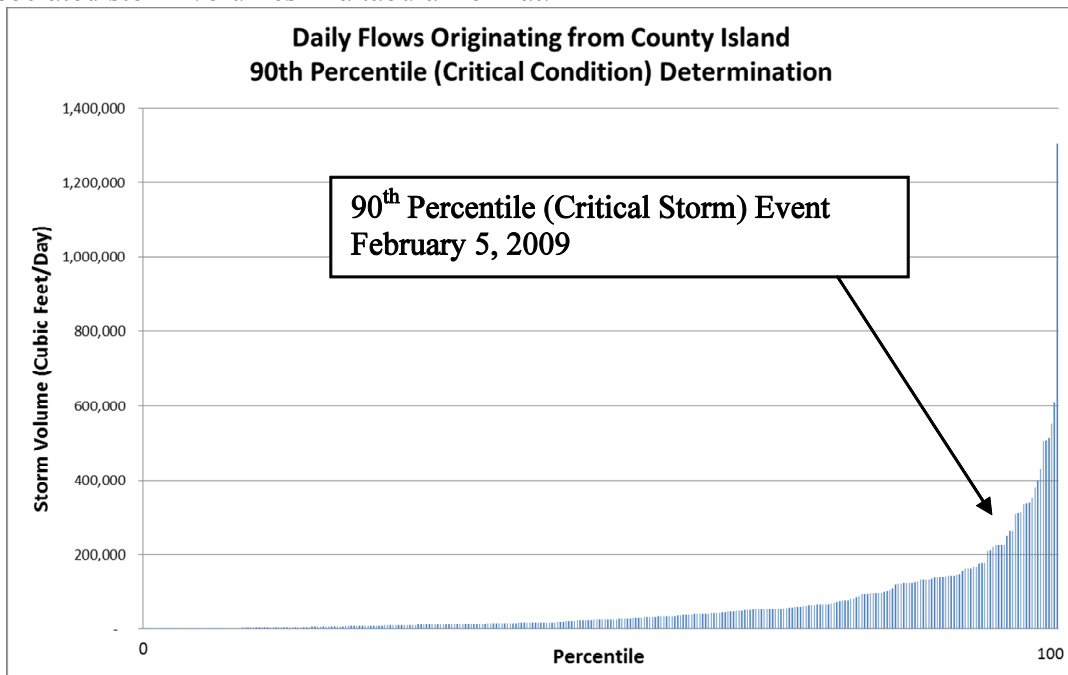 Daily Flows Originating from County Island
90th Percentile (Critical Condition) Determination
1,400,000
1,200,000
1,000,000
800,000
600,000
400,000
200,000
-
Storm Volume (Cubic Feet/Day)
90th Percentile (Critical Storm) Event
February 5, 2009
0
100
Percentile